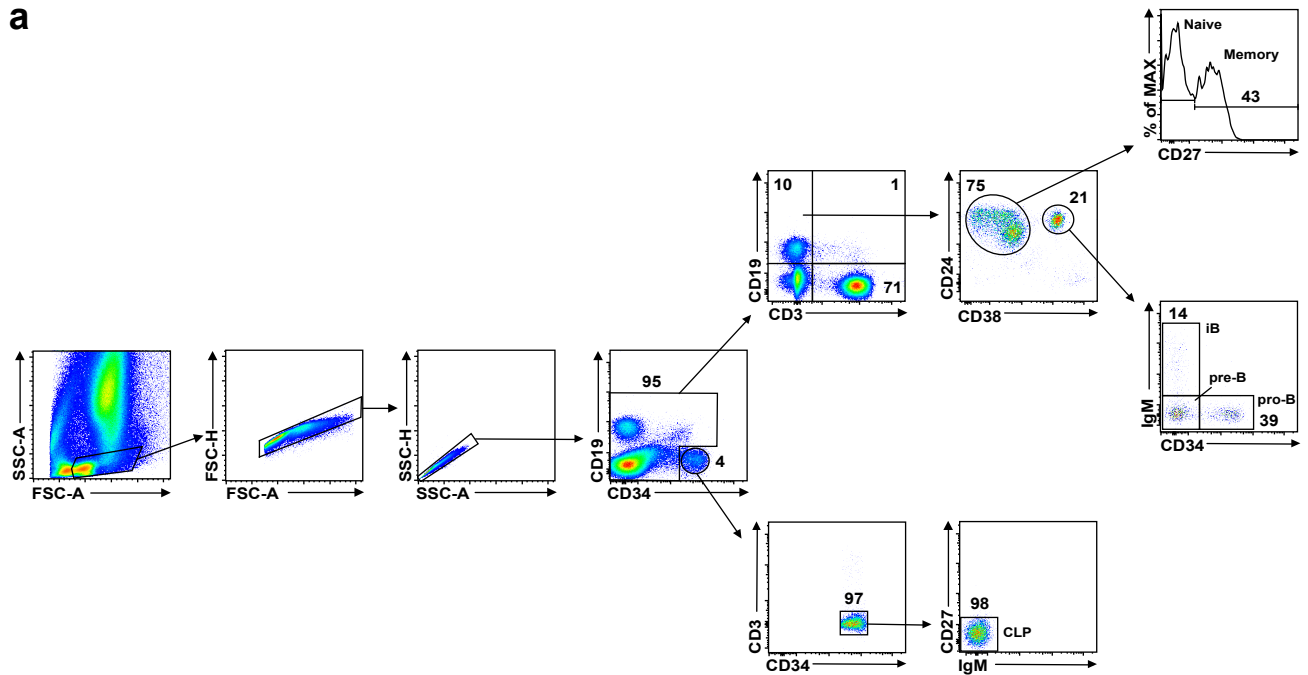 a
Naive
Memory
43
% of MAX
CD27
10
1
71
CD19
CD3
75
21
CD24
CD38
14
iB
pre-B
pro-B
39
IgM
CD34
SSC-A
FSC-A
FSC-H
FSC-A
SSC-H
SSC-A
95
4
CD19
CD34
97
CD3
CD34
98
CLP
CD27
IgM